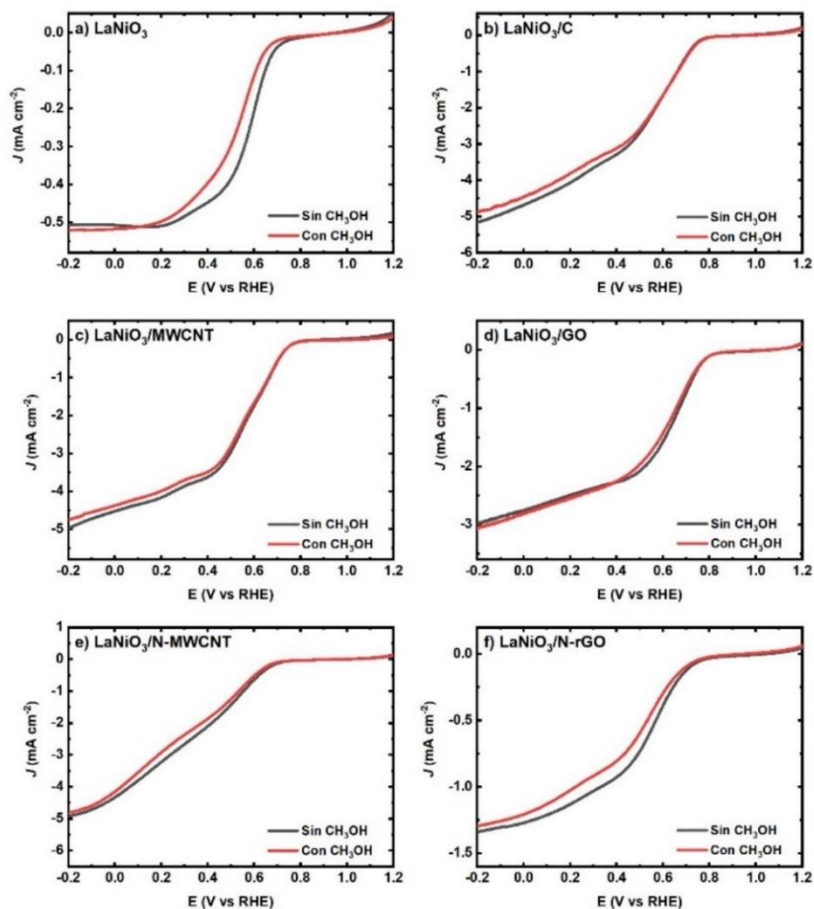 a) LaNiO₃
0.0
-0.1
-0.2
-0.3
-0.4
-0.5
J (mA cm⁻²)
Sin CH₃OH
Con CH₃OH
-0.2 0.0 0.2 0.4 0.6 0.8 1.0 1.2
E (V vs RHE)
b) LaNiO₃/C
0
-1
-2
-3
-4
-5
-6
J (mA cm⁻²)
Sin CH₃OH
Con CH₃OH
-0.2 0.0 0.2 0.4 0.6 0.8 1.0 1.2
E (V vs RHE)
c) LaNiO₃/MWCNT
0
-1
-2
-3
-4
-5
J (mA cm⁻²)
Sin CH₃OH
Con CH₃OH
-0.2 0.0 0.2 0.4 0.6 0.8 1.0 1.2
E (V vs RHE)
d) LaNiO₃/GO
0
-1
-2
-3
J (mA cm⁻²)
Sin CH₃OH
Con CH₃OH
-0.2 0.0 0.2 0.4 0.6 0.8 1.0 1.2
E (V vs RHE)
e) LaNiO₃/N-MWCNT
1
0
-1
-2
-3
-4
-5
-6
J (mA cm⁻²)
Sin CH₃OH
Con CH₃OH
-0.2 0.0 0.2 0.4 0.6 0.8 1.0 1.2
E (V vs RHE)
f) LaNiO₃/N-rGO
0.0
-0.5
-1.0
-1.5
J (mA cm⁻²)
Sin CH₃OH
Con CH₃OH
-0.2 0.0 0.2 0.4 0.6 0.8 1.0 1.2
E (V vs RHE)